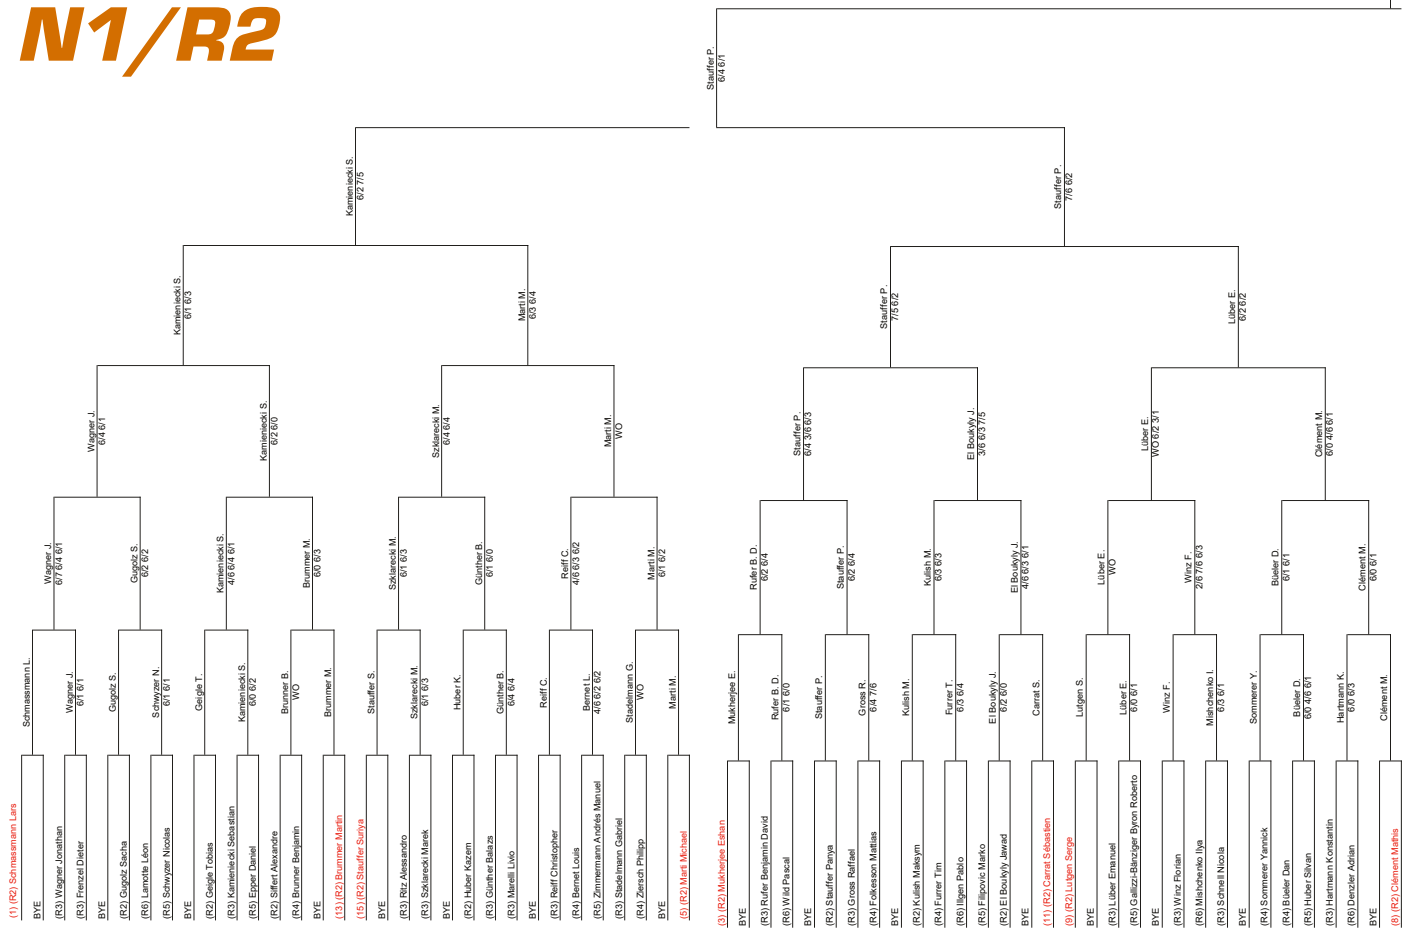 N1/R2
Stauffer P.
6/4 6/1
Kamieniecki S.
6/2 7/5
Stauffer P.
7/6 6/2
Kamieniecki S.
6/1 6/3
Marti M.
6/3 6/4
Stauffer P.
7/5 6/2
Lüber E.
6/2 6/2
Wagner J.
6/4 6/1
Kamieniecki S.
6/2 6/0
Szklarecki M.
6/4 6/4
Marti M.
WO
Stauffer P.
6/4 3/6 6/3
El Boukyly J.
3/6 6/3 7/5
Lüber E.
WO 6/2 3/1
Clément M.
6/0 4/6 6/1
Wagner J.
6/7 6/4 6/1
Gugolz S.
6/2 6/2
Kamieniecki S.
4/6 6/4 6/1
Brummer M.
6/0 6/3
Szklarecki M.
6/1 6/3
Günther B.
6/1 6/0
Reiff C.
4/6 6/3 6/2
Marti M.
6/1 6/2
Rufer B. D.
6/2 6/4
Stauffer P.
6/2 6/4
Kulish M.
6/3 6/3
El Boukyly J.
4/6 6/3 6/1
Lüber E.
WO
Winz F.
2/6 7/6 6/3
Büeler D.
6/1 6/1
Clément M.
6/0 6/1
Schmassmann L.
Wagner J.
6/1 6/1
Gugolz S.
Schwyzer N.
6/1 6/1
Geigle T.
Kamieniecki S.
6/0 6/2
Brunner B.
WO
Brummer M.
Stauffer S.
Szklarecki M.
6/1 6/3
Huber K.
Günther B.
6/4 6/4
Reiff C.
Bernet L.
4/6 6/2 6/2
Stadelmann G.
WO
Marti M.
Mukherjee E.
Rufer B. D.
6/1 6/0
Stauffer P.
Gross R.
6/4 7/6
Kulish M.
Furrer T.
6/3 6/4
El Boukyly J.
6/2 6/0
Carrat S.
Lutgen S.
Lüber E.
6/0 6/1
Winz F.
Mishchenko I.
6/3 6/1
Sommerer Y.
Büeler D.
6/0 4/6 6/1
Hartmann K.
6/0 6/3
Clément M.
(1) (R2) Schmassmann Lars
BYE
(R3) Wagner Jonathan
(R3) Frenzel Dieter
BYE
(R2) Gugolz Sacha
(R6) Lamotte Léon
(R5) Schwyzer Nicolas
BYE
(R2) Geigle Tobias
(R3) Kamieniecki Sebastian
(R5) Epper Daniel
(R2) Siffert Alexandre
(R4) Brunner Benjamin
BYE
(13) (R2) Brummer Martin
(15) (R2) Stauffer Suriya
BYE
(R3) Ritz Alessandro
(R3) Szklarecki Marek
BYE
(R2) Huber Kazem
(R3) Günther Balazs
(R3) Marelli Livio
BYE
(R3) Reiff Christopher
(R4) Bernet Louis
(R5) Zimmermann Andrés Manuel
(R3) Stadelmann Gabriel
(R4) Ziersch Philipp
BYE
(5) (R2) Marti Michael
(3) (R2) Mukherjee Eshan
BYE
(R3) Rufer Benjamin David
(R6) Wild Pascal
BYE
(R2) Stauffer Panya
(R3) Gross Raffael
(R4) Folkesson Mattias
BYE
(R2) Kulish Maksym
(R4) Furrer Tim
(R6) Illgen Pablo
(R5) Filipovic Marko
(R2) El Boukyly Jawad
BYE
(11) (R2) Carrat Sébastien
(9) (R2) Lutgen Serge
BYE
(R3) Lüber Emanuel
(R5) Gallizzi-Bänziger Byron Roberto
BYE
(R3) Winz Florian
(R6) Mishchenko Ilya
(R3) Schnell Nicola
BYE
(R4) Sommerer Yannick
(R4) Büeler Dan
(R5) Huber Silvan
(R3) Hartmann Konstantin
(R6) Denzler Adrian
BYE
(8) (R2) Clément Mathis